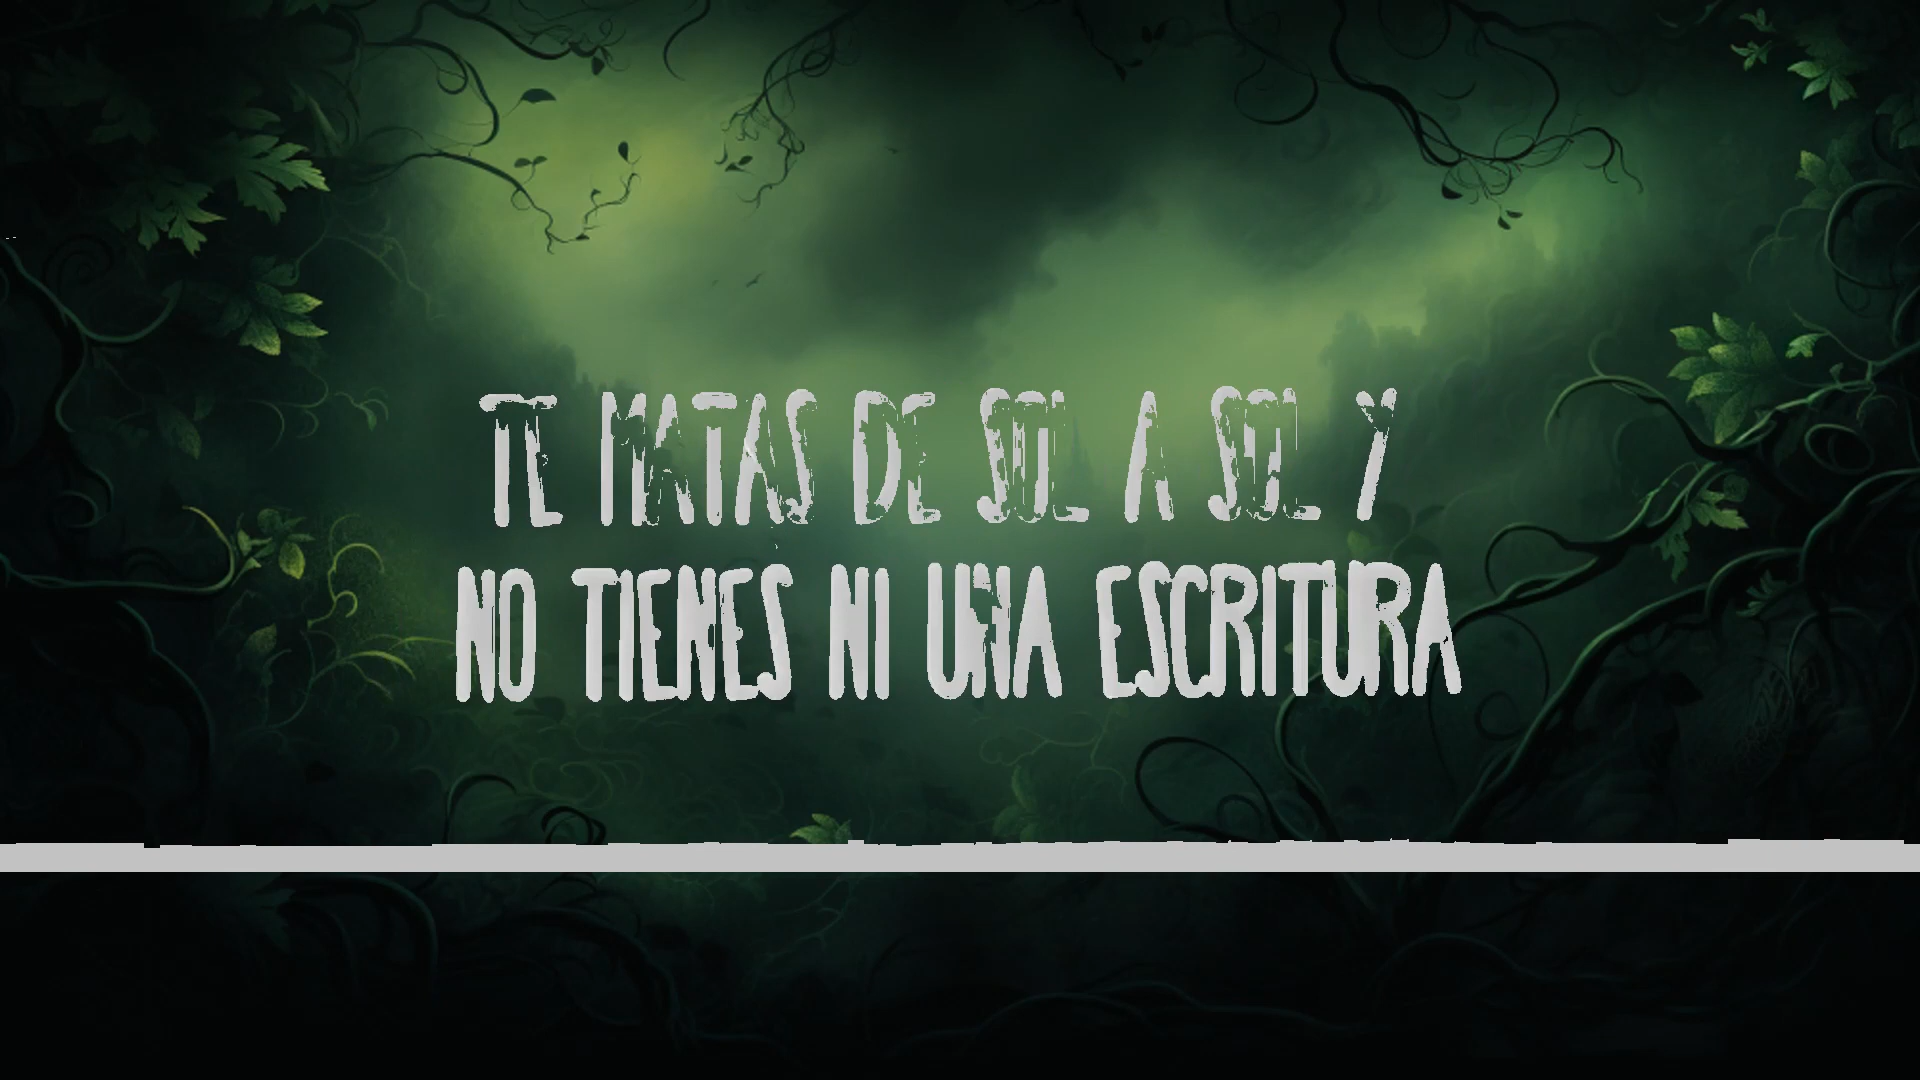 TE MATAS DE SOL A SOL Y
NO TIENES NI UNA ESCRITURA